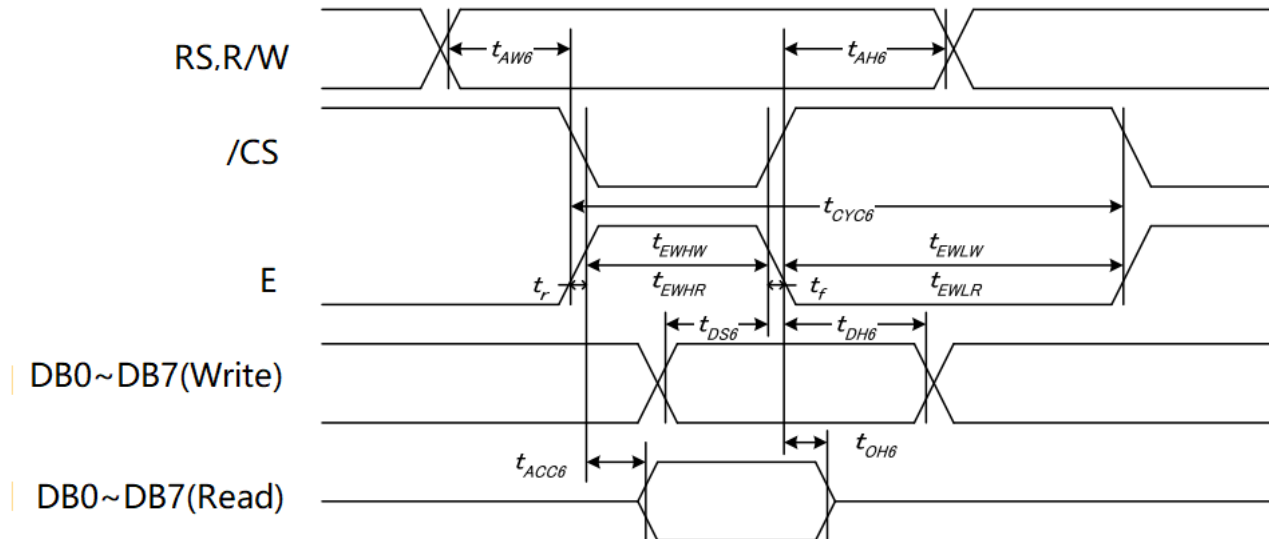 RS,R/W
tAW6
tAH6
/CS
tCYC6
E
tEWHW
tEWLW
tr
tEWHR
tf
tEWLR
tDS6
tDH6
DB0~DB7(Write)
tACC6
tOH6
DB0~DB7(Read)